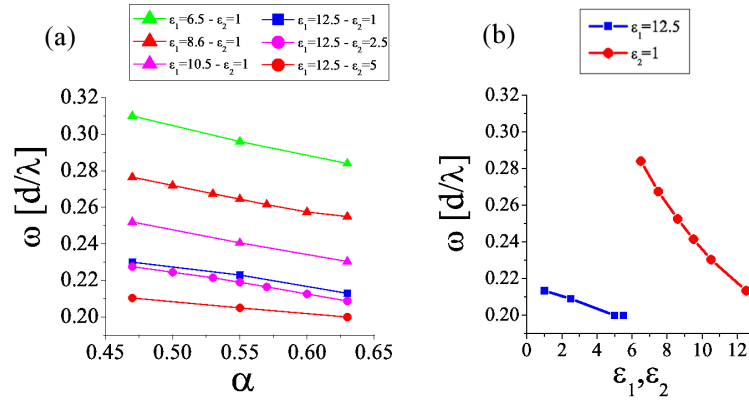 (a)
ε₁=6.5 - ε₂=1
ε₁=8.6 - ε₂=1
ε₁=10.5 - ε₂=1
ε₁=12.5 - ε₂=1
ε₁=12.5 - ε₂=2.5
ε₁=12.5 - ε₂=5
ω [d/λ]
0.32
0.30
0.28
0.26
0.24
0.22
0.20
0.45 0.50 0.55 0.60 0.65
α
(b)
ε₁=12.5
ε₂=1
ω [d/λ]
0.32
0.30
0.28
0.26
0.24
0.22
0.20
0 2 4 6 8 10 12
ε₁,ε₂